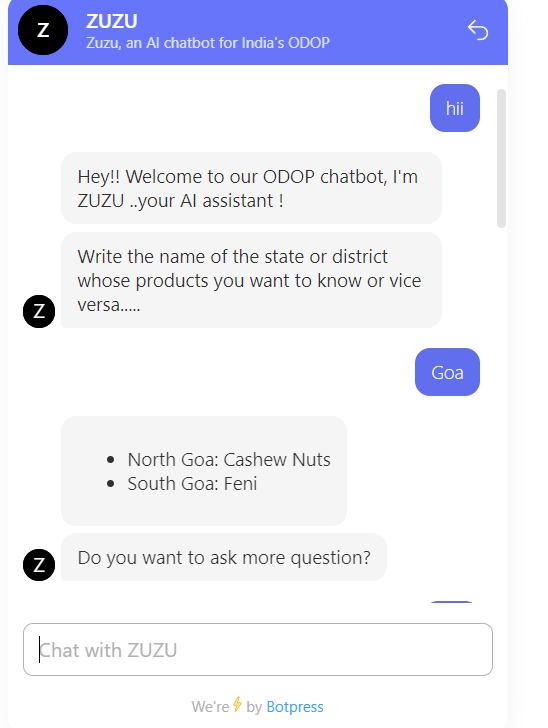 Z
ZUZU
Zuzu, an AI chatbot for India's ODOP
hii
Hey!! Welcome to our ODOP chatbot, I'm
ZUZU ..your AI assistant !
Write the name of the state or district
whose products you want to know or vice
versa.....
Z
Goa
• North Goa: Cashew Nuts
• South Goa: Feni
Do you want to ask more question?
Z
Chat with ZUZU
We're⚡by Botpress